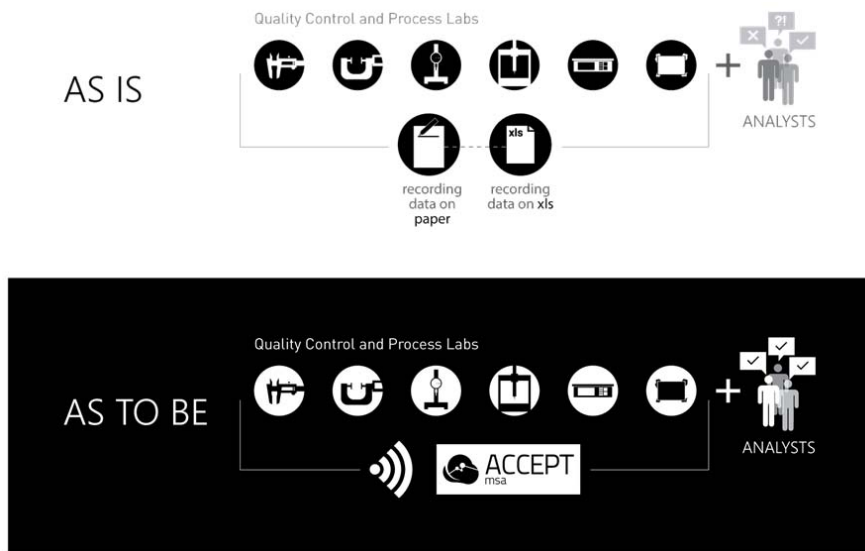 Quality Control and Process Labs
AS IS
?!
ANALYSTS
xls
recording
data on
paper
recording
data on xls
Quality Control and Process Labs
AS TO BE
ANALYSTS
ACCEPT
msa